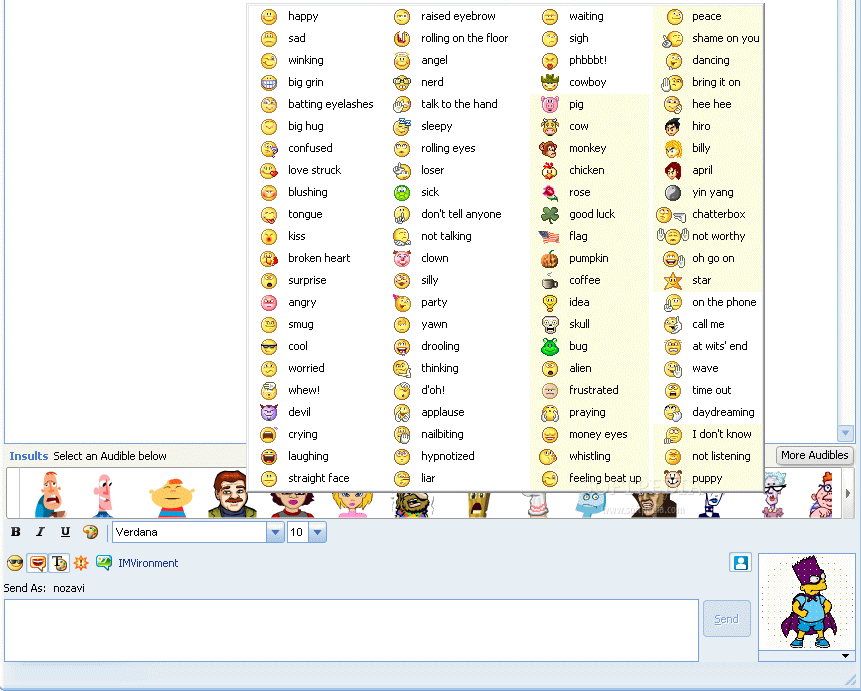 happy raised eyebrow waiting peace
sad rolling on the floor sigh shame on you
winking angel phbbbt! dancing
big grin nerd cowboy bring it on
batting eyelashes talk to the hand pig hee hee
big hug sleepy cow hiro
confused rolling eyes monkey billy
love struck loser chicken april
blushing sick rose yin yang
tongue don't tell anyone good luck chatterbox
kiss not talking flag not worthy
broken heart clown pumpkin oh go on
surprise silly coffee star
angry party idea on the phone
smug yawn skull call me
cool drooling bug at wits' end
worried thinking alien wave
whew! d'oh! frustrated time out
devil applause praying daydreaming
crying nailbiting money eyes I don't know
laughing hypnotized whistling not listening
straight face liar feeling beat up puppy
Insults Select an Audible below More Audibles
B I U Verdana 10
IMVironment
Send As: nozavi
Send